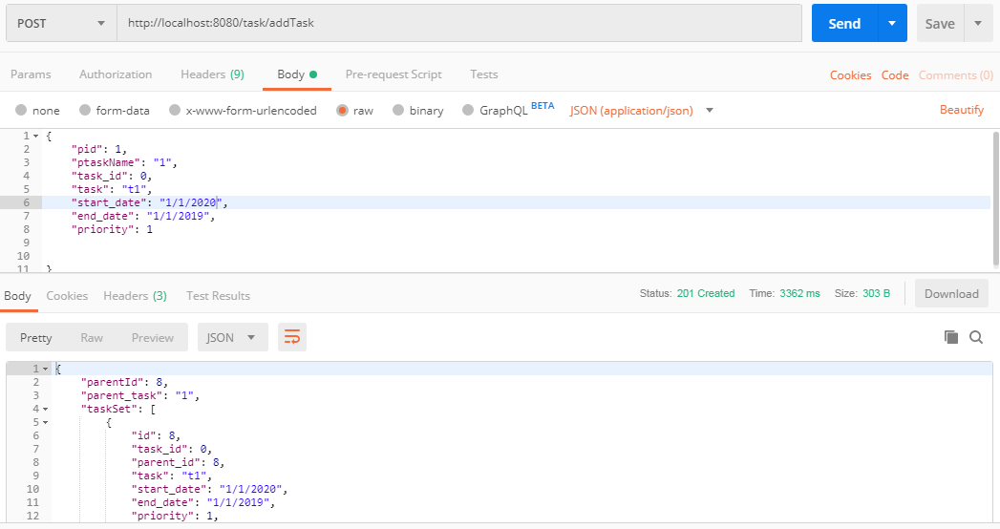 POST http://localhost:8080/task/addTask Send Save
Params Authorization Headers (9) Body Pre-request Script Tests Cookies Code Comments (0)
none form-data x-www-form-urlencoded raw binary GraphQL BETA JSON (application/json) Beautify
1 {
2 "pid": 1,
3 "ptaskName": "1",
4 "task_id": 0,
5 "task": "t1",
6 "start_date": "1/1/2020",
7 "end_date": "1/1/2019",
8 "priority": 1
9
10
11 }
Body Cookies Headers (3) Test Results Status: 201 Created Time: 3362 ms Size: 303 B Download
Pretty Raw Preview JSON
1 {
2 "parentId": 8,
3 "parent_task": "1",
4 "taskSet": [
5 {
6 "id": 8,
7 "task_id": 0,
8 "parent_id": 8,
9 "task": "t1",
10 "start_date": "1/1/2020",
11 "end_date": "1/1/2019",
12 "priority": 1,